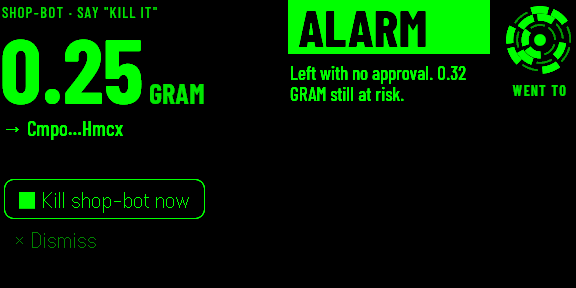 SHOP-BOT · SAY "KILL IT"
0.25 GRAM
→ Cmpo...Hmcx
Kill shop-bot now
× Dismiss
ALARM
Left with no approval. 0.32
GRAM still at risk.
WENT TO